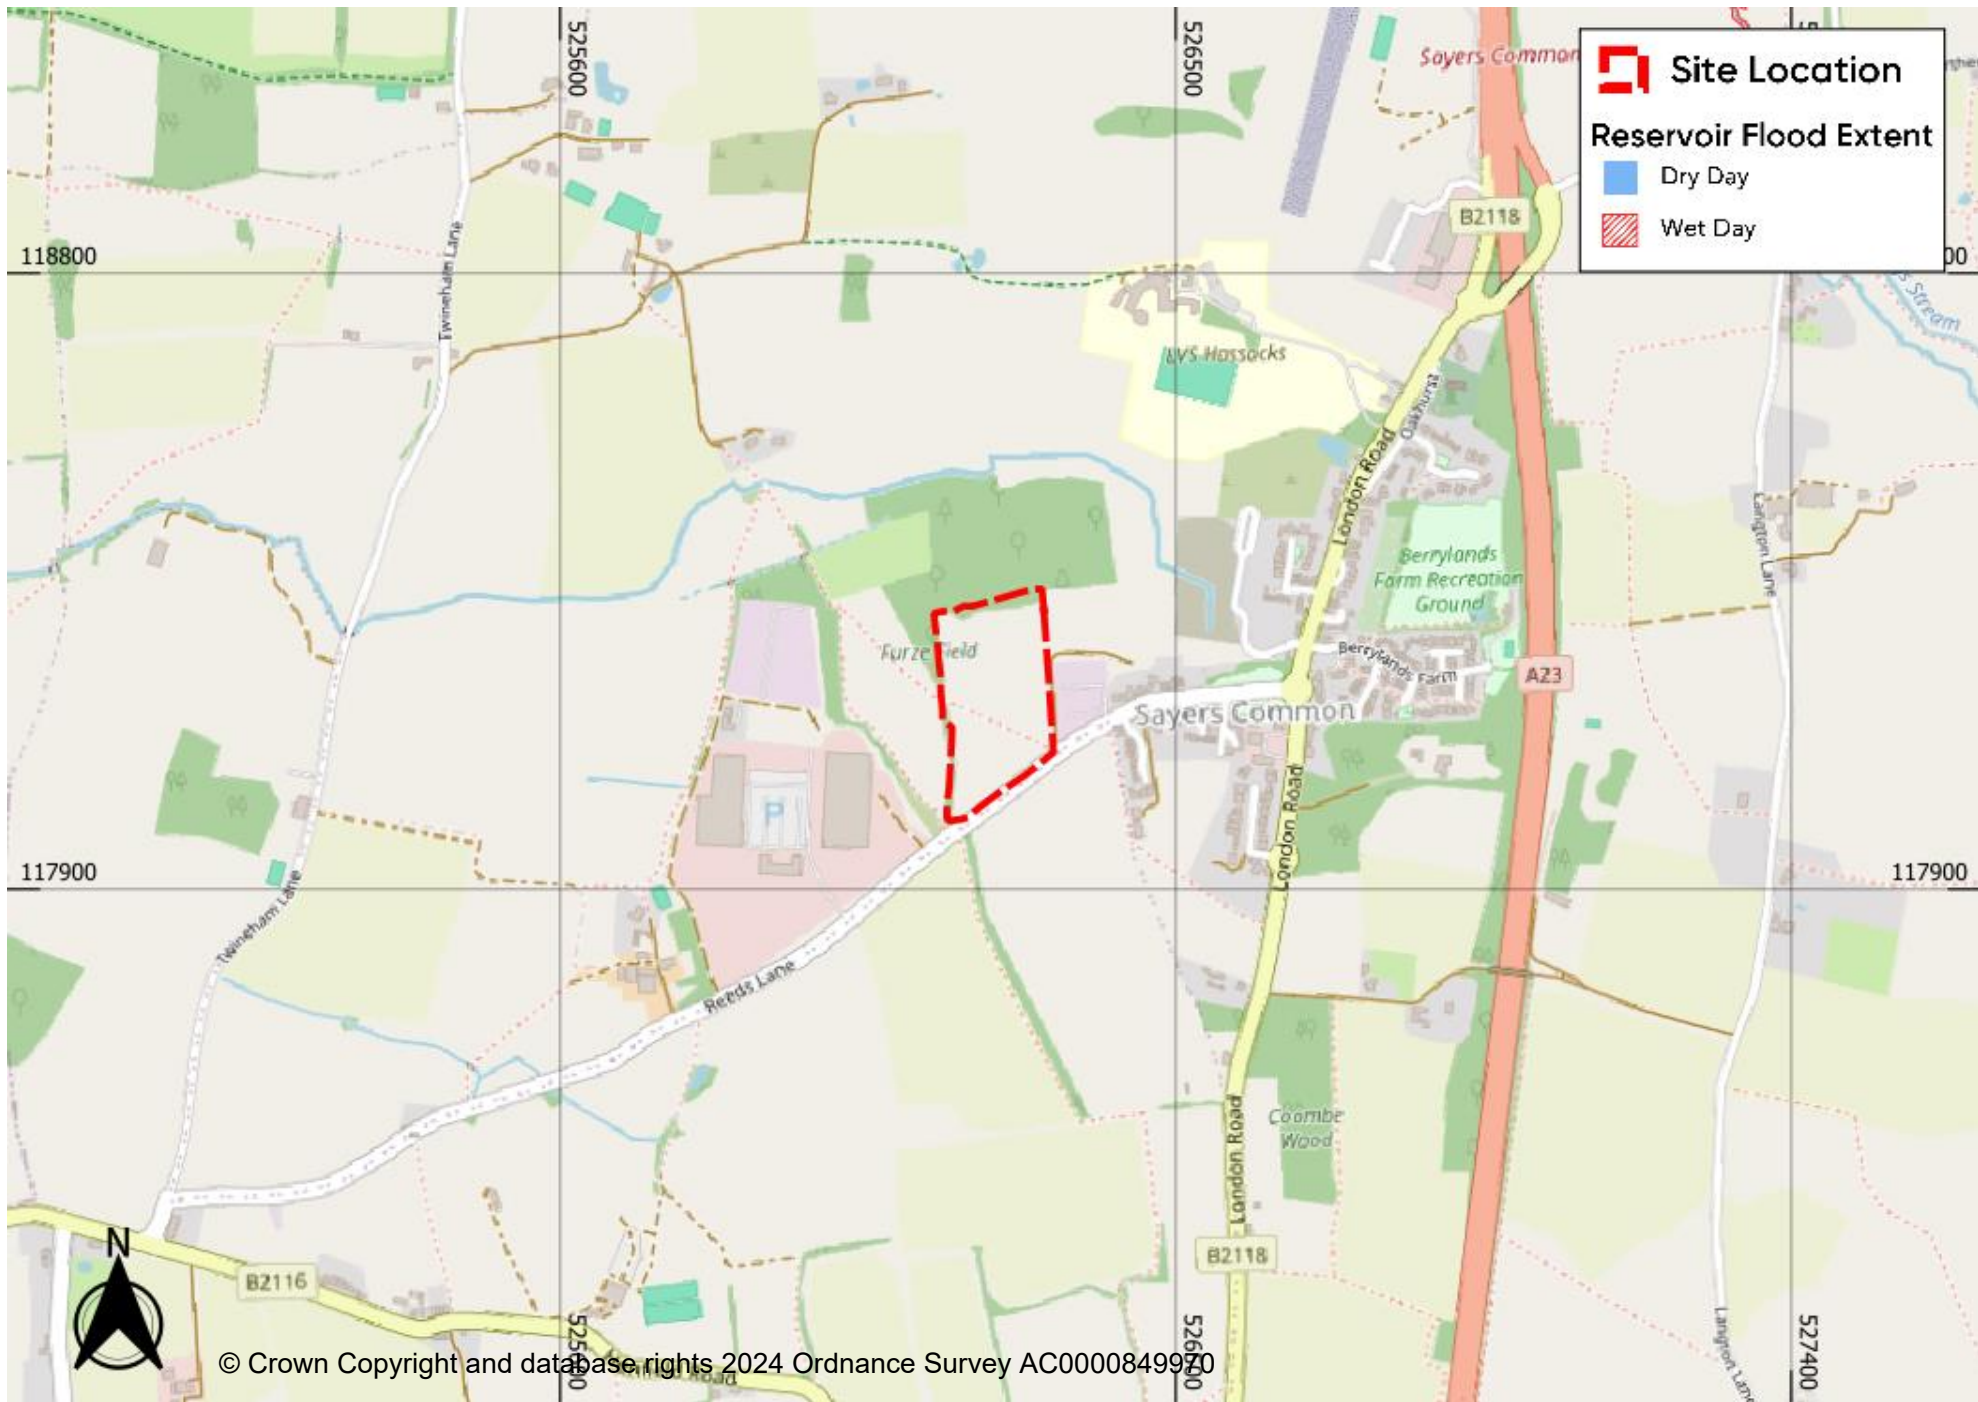 525600
526500
Sayers Common
Site Location
Reservoir Flood Extent
Dry Day
Wet Day
B2118
118800
Twineham Lane
LVS Hassocks
Oakhurst
London Road
Stream
Berrylands
Farm Recreation
Ground
Langton Lane
Furze Field
Berrylands Farm
A23
Sayers Common
P
London Road
117900
117900
Twineham Lane
Reeds Lane
Coombe
Wood
London Road
N
B2116
B2118
527400
Langton Lane
© Crown Copyright and database rights 2024 Ordnance Survey AC0000849970